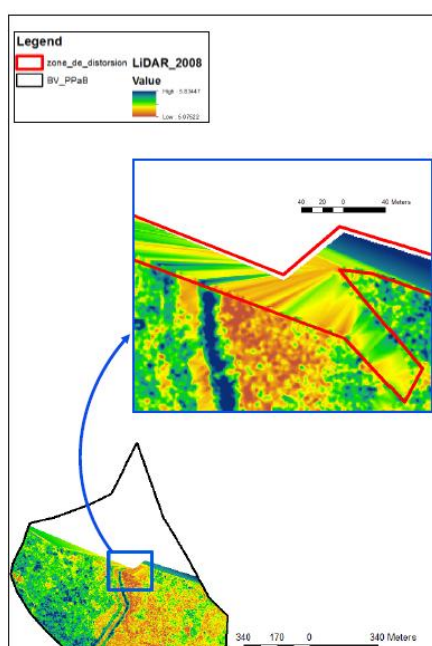 Legend
zone_de_distorsion
BV_PPaB
LiDAR_2008
Value
40 20 0 40 Meters
340 170 0 340 Meters